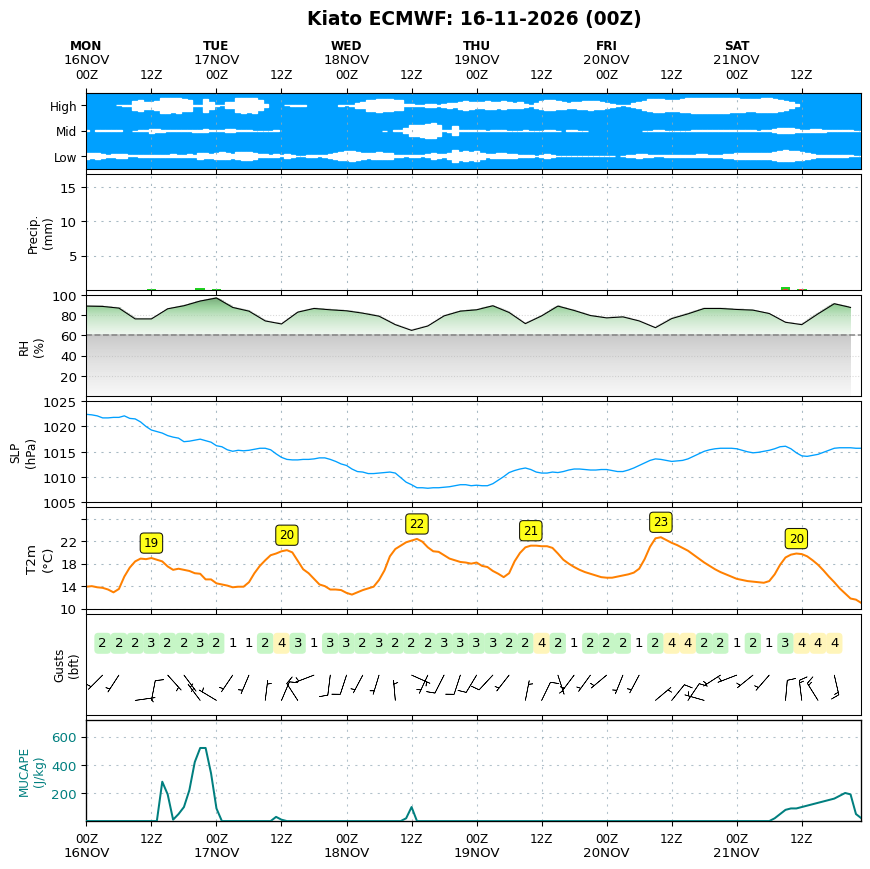 Kiato ECMWF: 16-11-2026 (00Z)
MON TUE WED THU FRI SAT
16NOV 17NOV 18NOV 19NOV 20NOV 21NOV
00Z 12Z 00Z 12Z 00Z 12Z 00Z 12Z 00Z 12Z 00Z 12Z
High
Mid
Low
Precip.
(mm)
15
10
5
RH
(%)
100
80
60
40
20
SLP
(hPa)
1025
1020
1015
1010
1005
T2m
(°C)
22
18
14
10
19 20 22 21 23 20
Gusts
(bft)
2 2 2 3 2 2 3 2 1 1 2 4 3 1 3 3 2 3 2 2 2 3 3 3 3 2 2 4 2 1 2 2 2 1 2 4 4 2 2 1 2 1 3 4 4 4
MUCAPE
(J/kg)
600
400
200
00Z 12Z 00Z 12Z 00Z 12Z 00Z 12Z 00Z 12Z 00Z 12Z
16NOV 17NOV 18NOV 19NOV 20NOV 21NOV